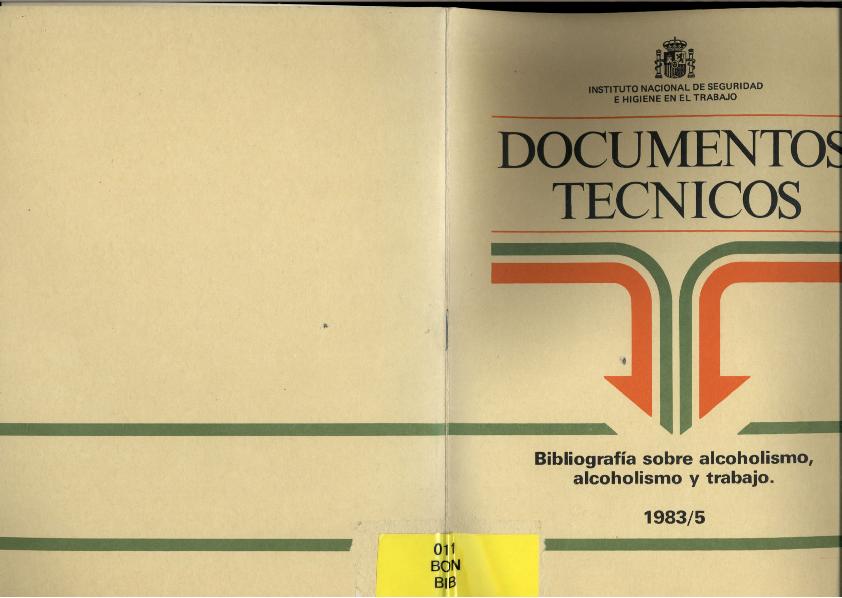 INSTITUTO NACIONAL DE SEGURIDAD
E HIGIENE EN EL TRABAJO
DOCUMENTOS
TECNICOS
Bibliografía sobre alcoholismo,
alcoholismo y trabajo.
1983/5
011
BON
BIB